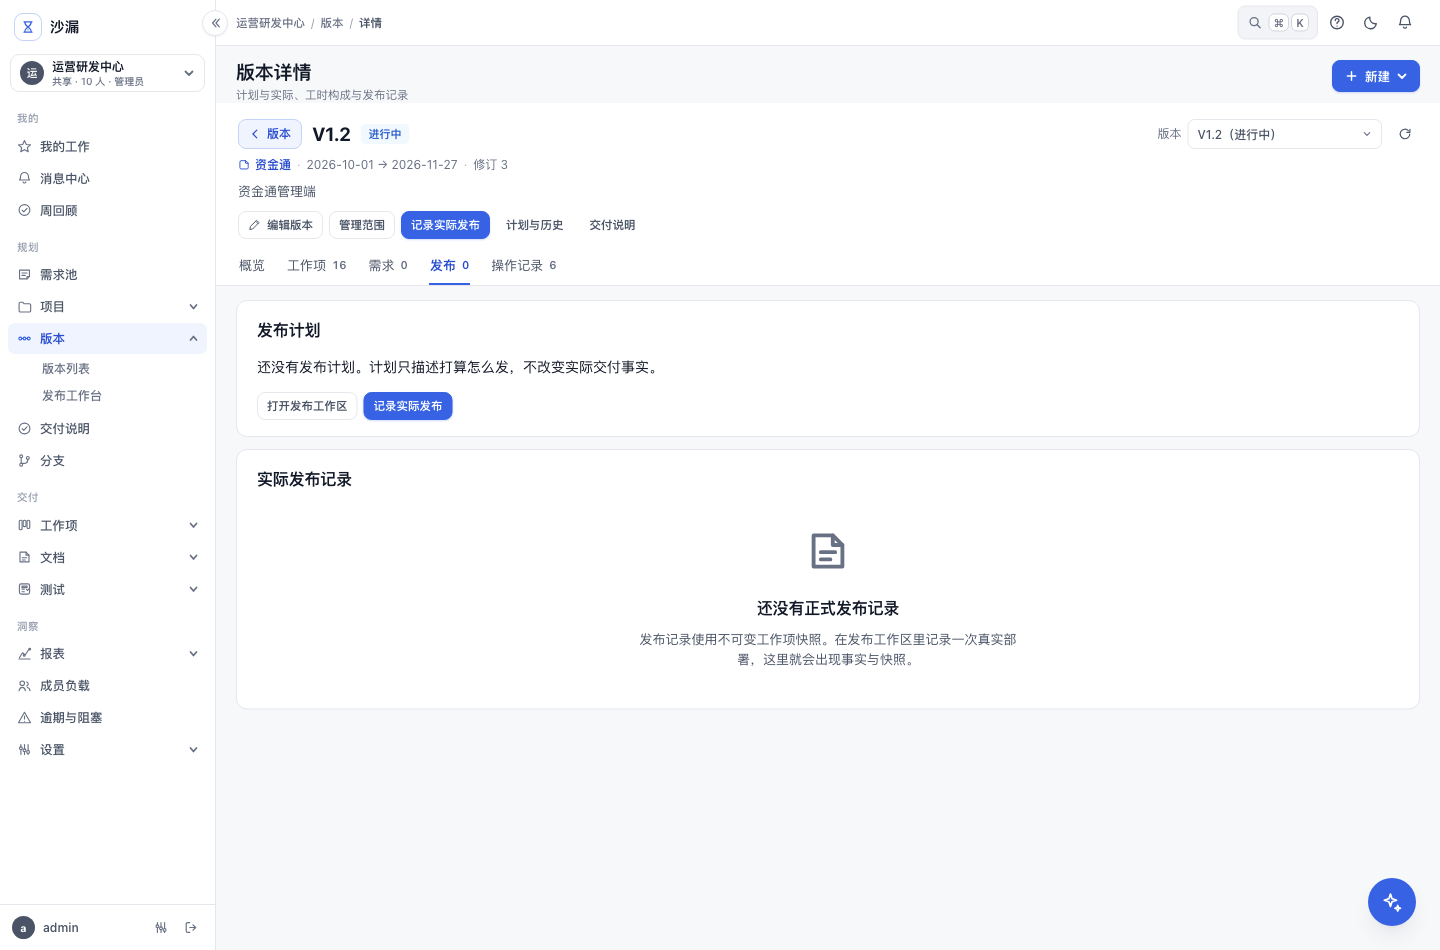 沙漏
运营研发中心 / 版本 / 详情
⌘ K
运
运营研发中心
共享 · 10 人 · 管理员
我的
我的工作
消息中心
周回顾
规划
需求池
项目
版本
版本列表
发布工作台
交付说明
分支
交付
工作项
文档
测试
洞察
报表
成员负载
逾期与阻塞
设置
a admin
版本详情
计划与实际、工时构成与发布记录
新建
版本 V1.2 进行中
版本 V1.2（进行中）
资金通 · 2026-10-01 → 2026-11-27 · 修订 3
资金通管理端
编辑版本 管理范围 记录实际发布 计划与历史 交付说明
概览 工作项 16 需求 0 发布 0 操作记录 6
发布计划
还没有发布计划。计划只描述打算怎么发，不改变实际交付事实。
打开发布工作区 记录实际发布
实际发布记录
还没有正式发布记录
发布记录使用不可变工作项快照。在发布工作区里记录一次真实部
署，这里就会出现事实与快照。